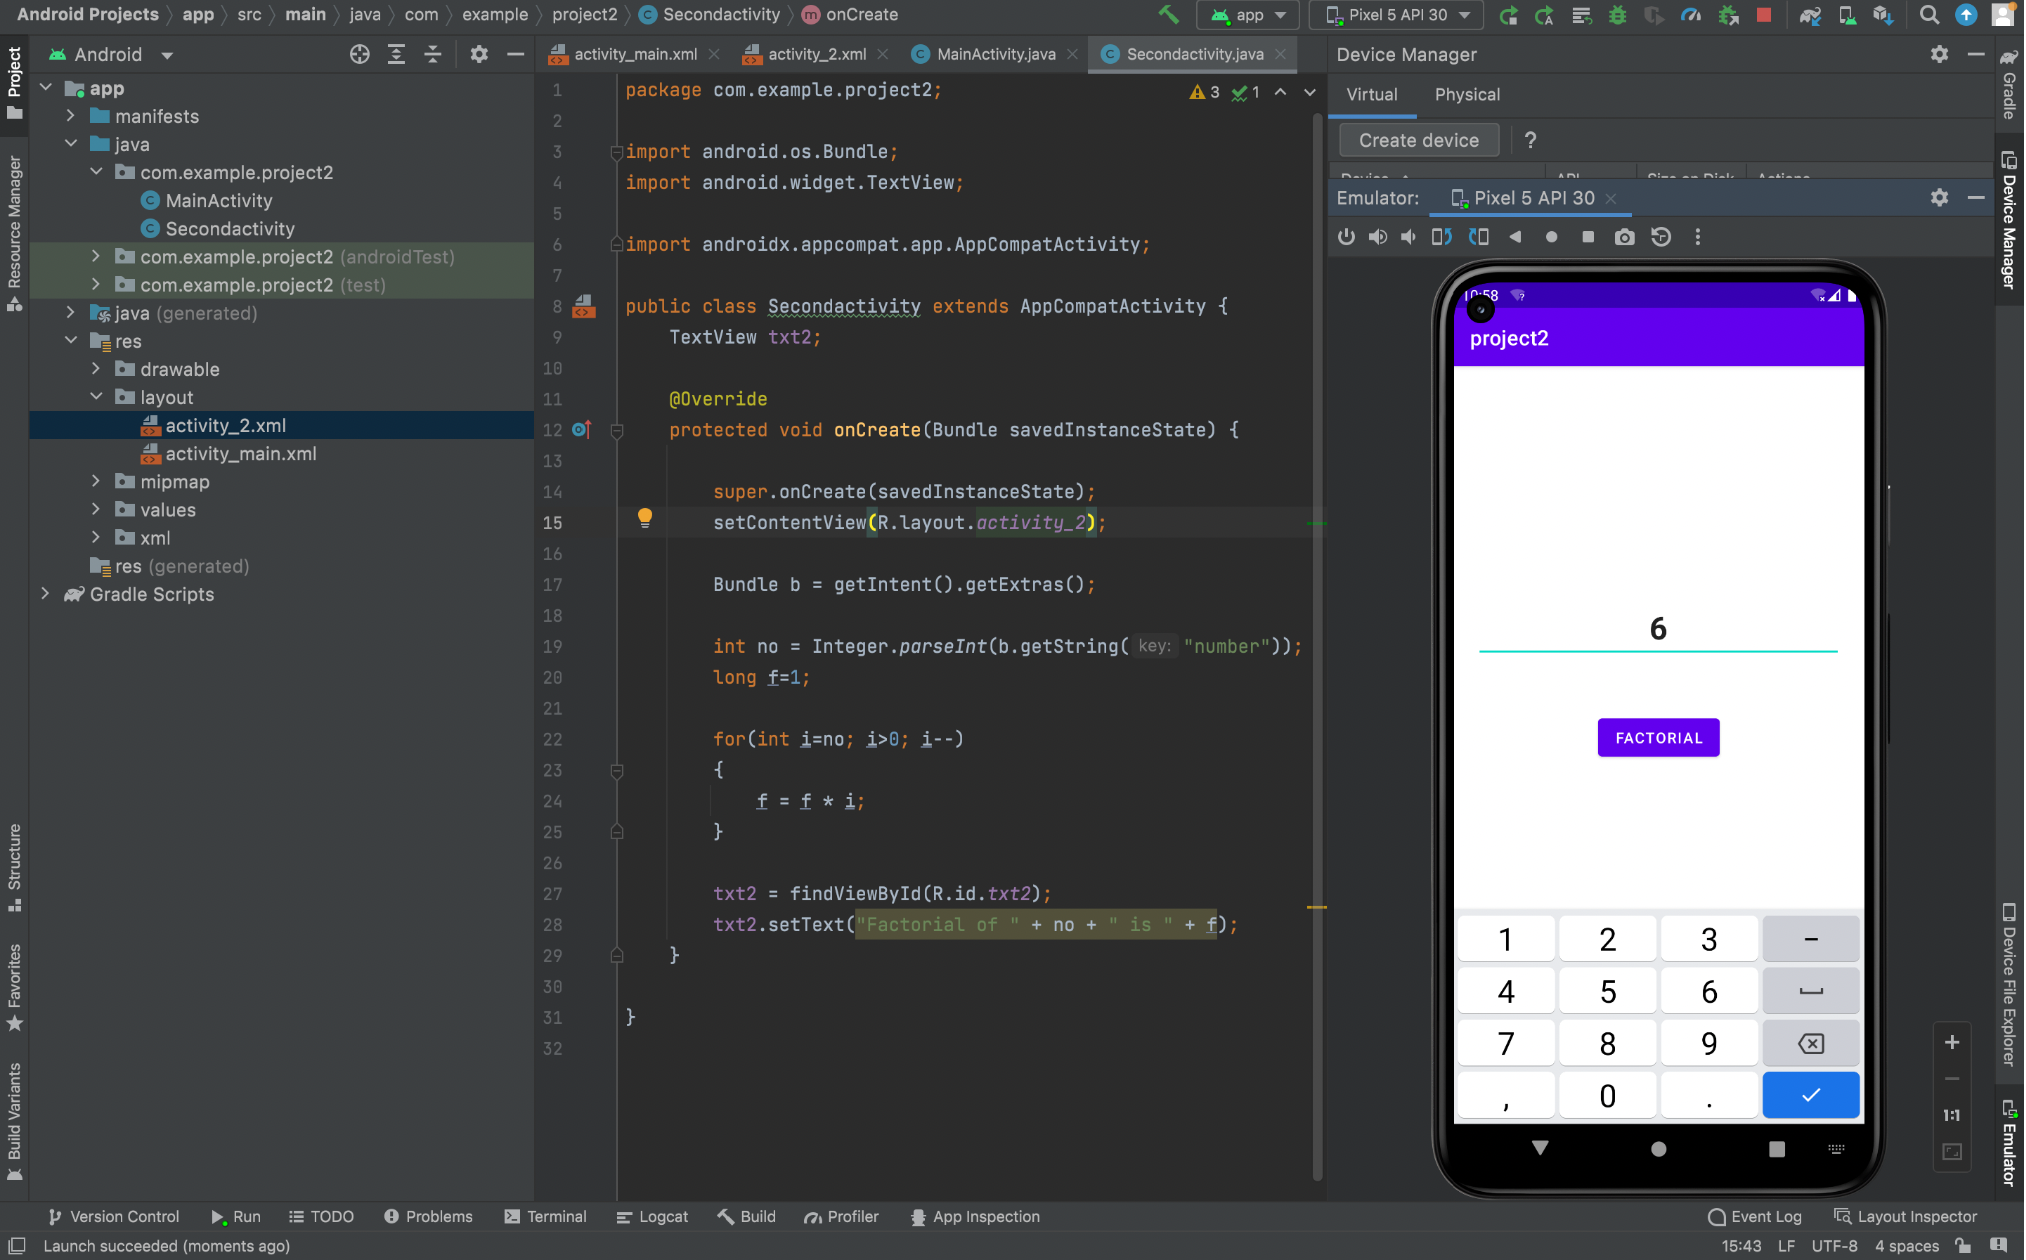 Android Projects app src main java com example project2 Secondactivity onCreate app Pixel 5 API 30
Android
activity_main.xml activity_2.xml MainActivity.java Secondactivity.java
Device Manager
Project
Resource Manager
Structure
Favorites
Build Variants
app
manifests
java
com.example.project2
MainActivity
Secondactivity
com.example.project2 (androidTest)
com.example.project2 (test)
java (generated)
res
drawable
layout
activity_2.xml
activity_main.xml
mipmap
values
xml
res (generated)
Gradle Scripts
3 1
1 package com.example.project2;
2
3 import android.os.Bundle;
4 import android.widget.TextView;
5
6 import androidx.appcompat.app.AppCompatActivity;
7
8 public class Secondactivity extends AppCompatActivity {
9 TextView txt2;
10
11 @Override
12 protected void onCreate(Bundle savedInstanceState) {
13
14 super.onCreate(savedInstanceState);
15 setContentView(R.layout.activity_2);
16
17 Bundle b = getIntent().getExtras();
18
19 int no = Integer.parseInt(b.getString( key: "number"));
20 long f=1;
21
22 for(int i=no; i>0; i--)
23 {
24 f = f * i;
25 }
26
27 txt2 = findViewById(R.id.txt2);
28 txt2.setText("Factorial of " + no + " is " + f);
29 }
30
31 }
32
Virtual Physical
Create device ?
Device API Size on Disk Actions
Emulator: Pixel 5 API 30
10:58
project2
6
FACTORIAL
1 2 3 −
4 5 6
7 8 9
, 0 .
1:1
Gradle
Device Manager
Device File Explorer
Emulator
Version Control Run TODO Problems Terminal Logcat Build Profiler App Inspection Event Log Layout Inspector
Launch succeeded (moments ago) 15:43 LF UTF-8 4 spaces